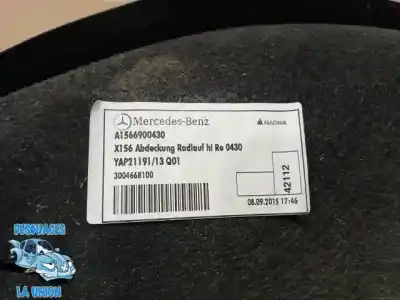 Mercedes-Benz
MAGNA
A1566900430
X156 Abdeckung Radlauf hl Re 0430
YAP21191/13 Q01
3004668100
42112
08.09.2015 17:46
DESGUACES
LA UNION